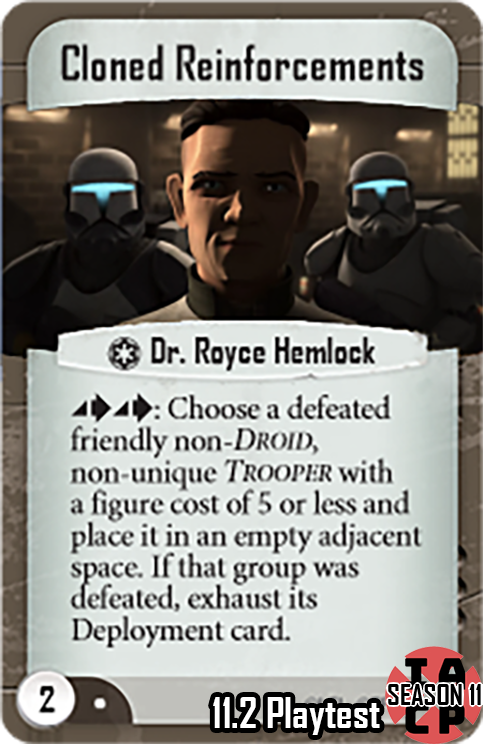 Cloned Reinforcements
Dr. Royce Hemlock
: Choose a defeated
friendly non-DROID,
non-unique TROOPER with
a figure cost of 5 or less and
place it in an empty adjacent
space. If that group was
defeated, exhaust its
Deployment card.
2
11.2 Playtest
IA
SEASON 11
CP